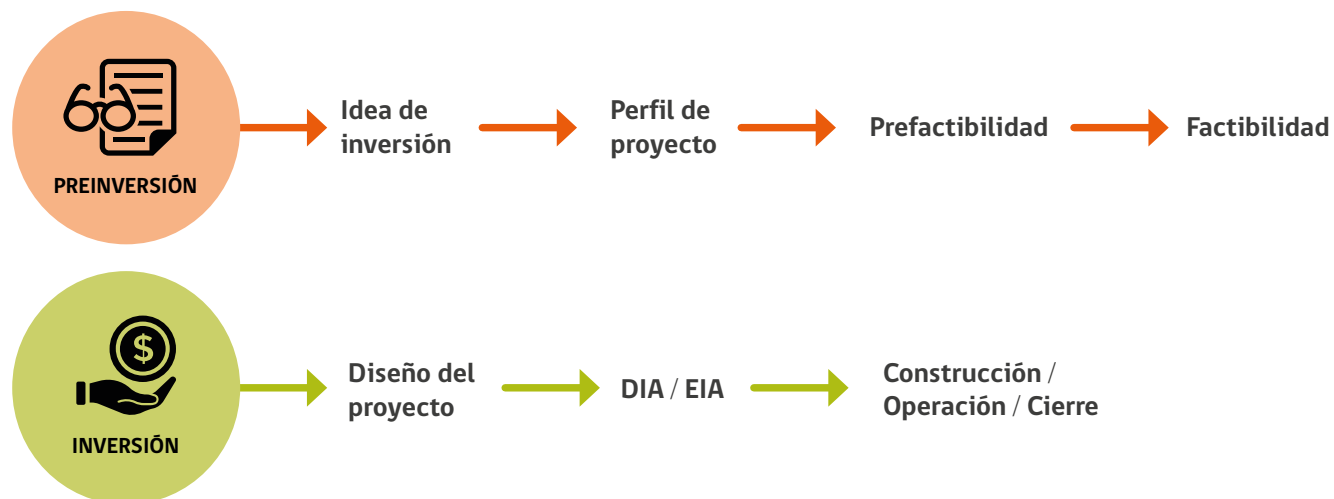 PREINVERSIÓN
Idea de
inversión
Perfil de
proyecto
Prefactibilidad
Factibilidad
$
INVERSIÓN
Diseño del
proyecto
DIA / EIA
Construcción /
Operación / Cierre